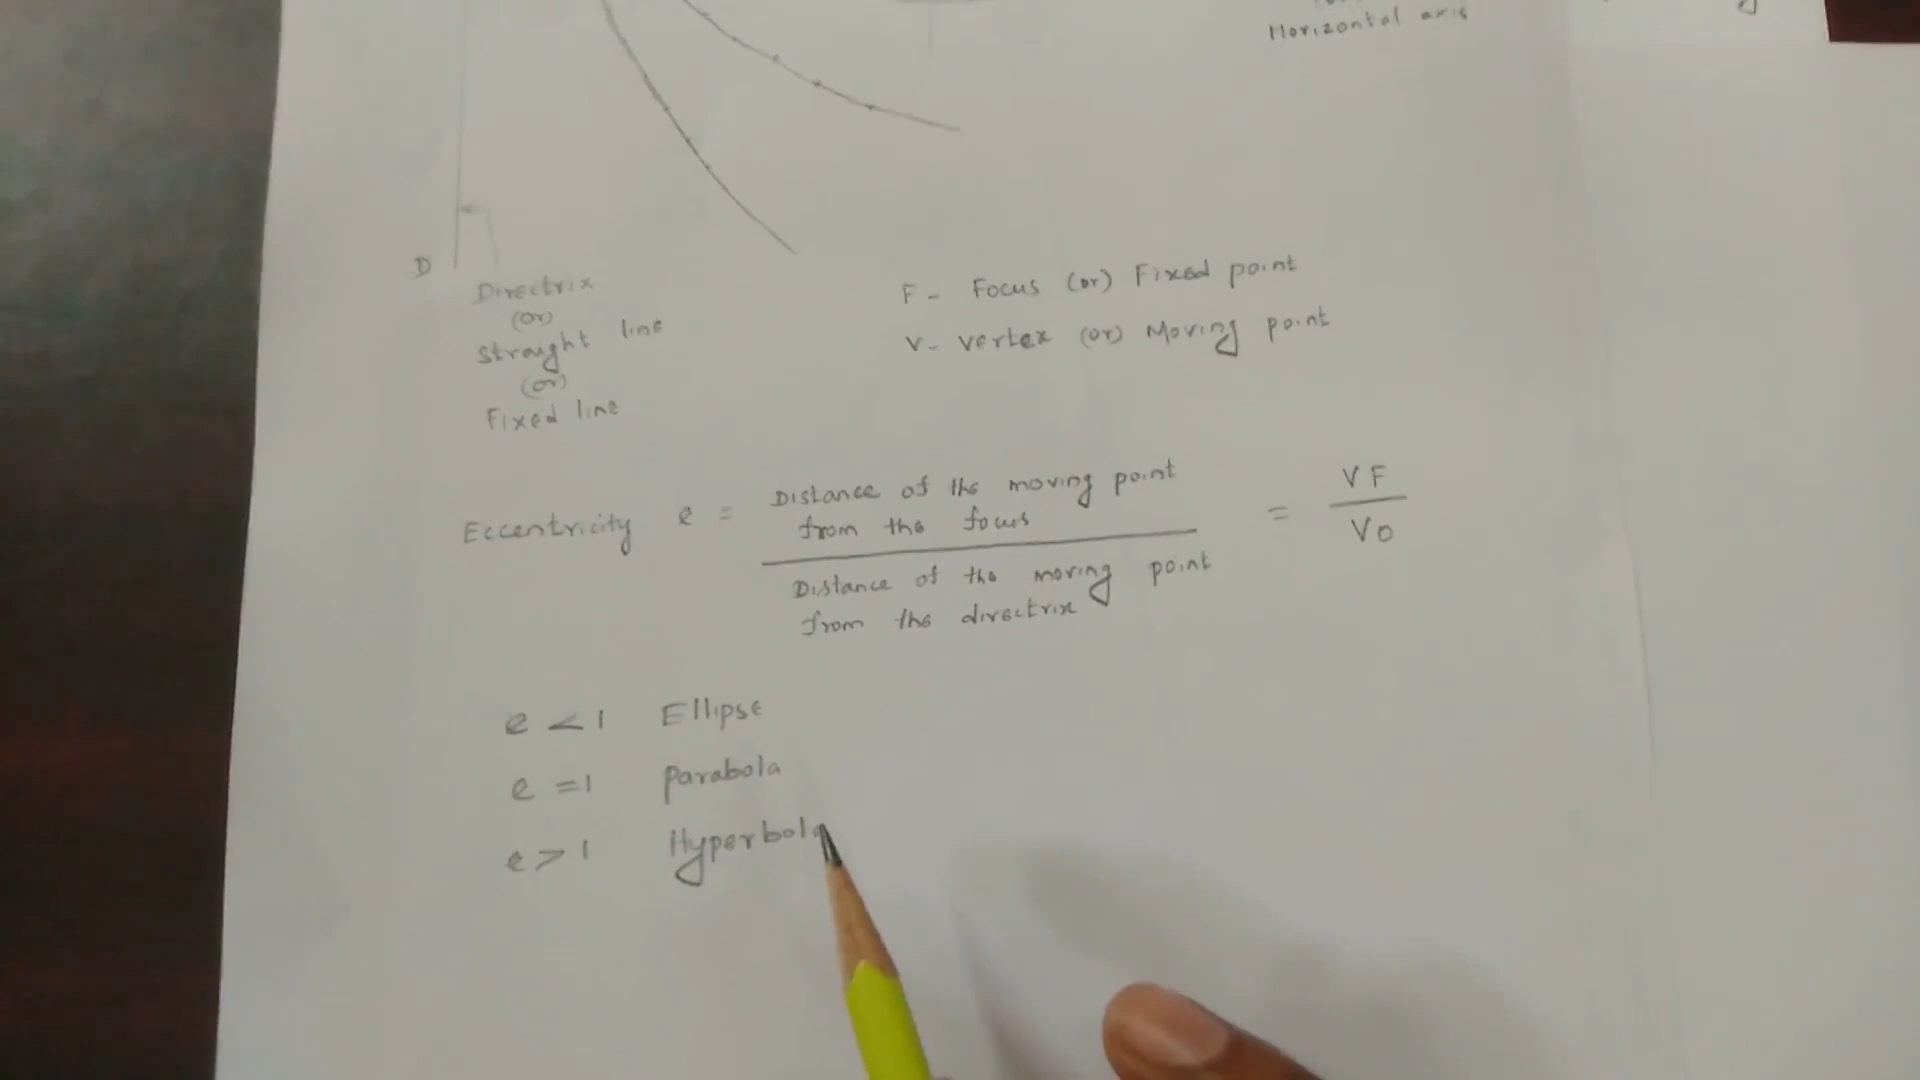 Horizontal axis
D
Directrix
(or)
straight line
(or)
Fixed line
F - Focus (or) Fixed point
V - Vertex (or) Moving point
Eccentricity e = Distance of the moving point
from the focus
Distance of the moving point
from the directrix
= VF
VO
e < 1 Ellipse
e = 1 Parabola
e > 1 Hyperbola